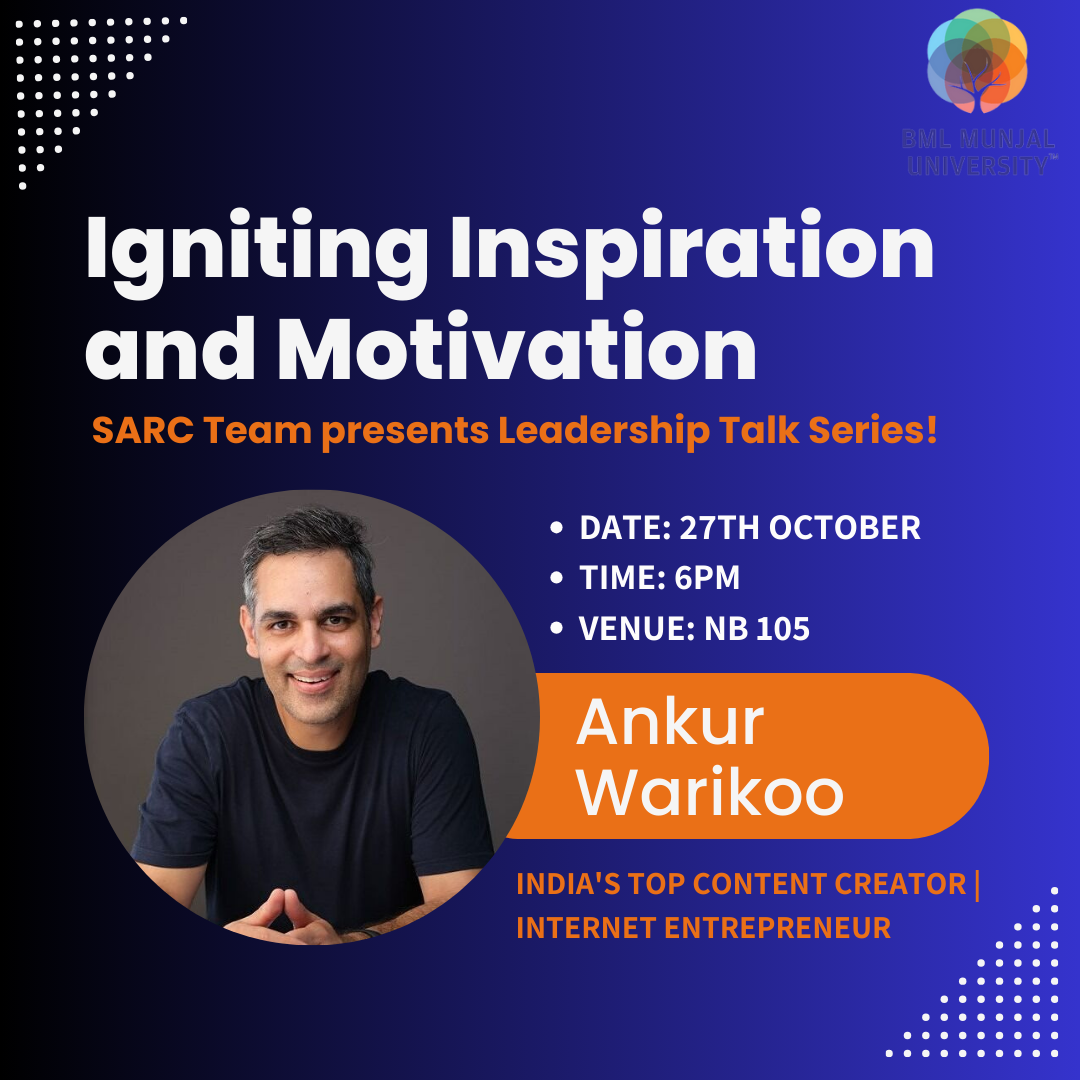 BML MUNJAL
UNIVERSITY™
Igniting Inspiration
and Motivation
SARC Team presents Leadership Talk Series!
• DATE: 27TH OCTOBER
• TIME: 6PM
• VENUE: NB 105
Ankur
Warikoo
INDIA'S TOP CONTENT CREATOR |
INTERNET ENTREPRENEUR